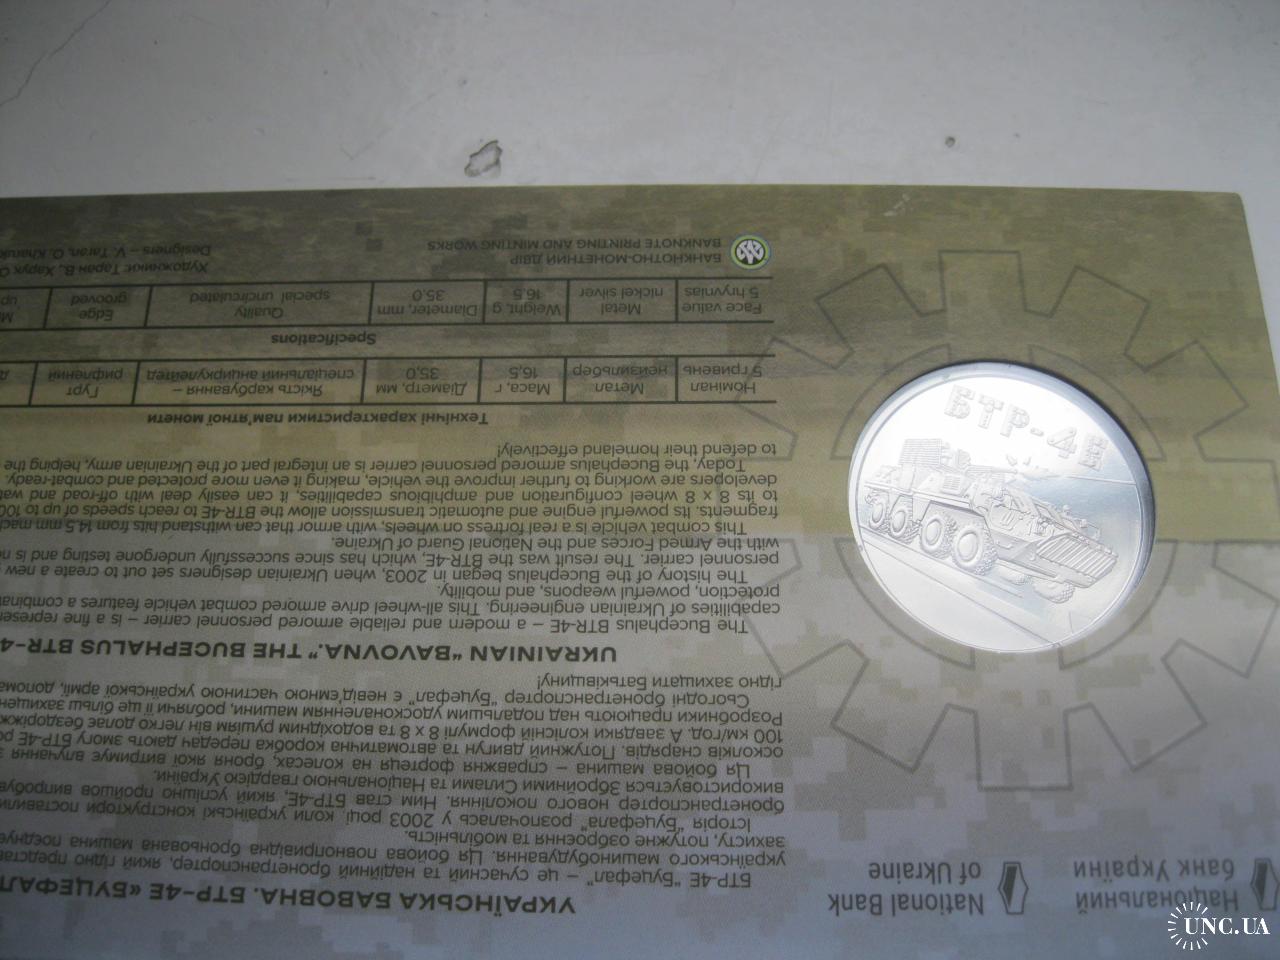 Національний
банк України
National Bank
of Ukraine
УКРАЇНСЬКА БАВОВНА. БТР-4Е «БУЦЕФАЛ
БТР-4Е "Буцефал" – це сучасний та надійний бронетранспортер, який гідно представ
українського машинобудування. Ця бойова повнопривідна броньована машина поєднує
захисту, потужне озброєння та мобільність.
Історія "Буцефала" розпочалась у 2003 році, коли українські конструктори поставили
бронетранспортер нового покоління. Ним став БТР-4Е, який успішно пройшов випробув
використовується Збройними Силами та Національною гвардією України.
Ця бойова машина – справжня фортеця на колесах, броня якої витримує влучання з
осколків снарядів. Потужний двигун та автоматична коробка передач дають змогу БТР-4Е ро
100 км/год. А завдяки колісній формулі 8 x 8 та водохідним рушіям він легко долає бездоріжж
Розробники працюють над подальшим удосконаленням машини, роблячи її ще більш захищен
Сьогодні бронетранспортер "Буцефал" є невід'ємною частиною української армії, допомаг
гідно захищати Батьківщину!
UKRAINIAN "BAVOVNA." THE BUCEPHALUS BTR-4
The Bucephalus BTR-4E – a modern and reliable armored personnel carrier – is a fine represen
capabilities of Ukrainian engineering. This all-wheel drive armored combat vehicle features a combinat
protection, powerful weapons, and mobility.
The history of the Bucephalus began in 2003, when Ukrainian designers set out to create a new
personnel carrier. The result was the BTR-4E, which has since successfully undergone testing and is no
with the Armed Forces and the National Guard of Ukraine.
This combat vehicle is a real fortress on wheels, with armor that can withstand hits from 14.5 mm mach
fragments. Its powerful engine and automatic transmission allow the BTR-4E to reach speeds of up to 100
to its 8 x 8 wheel configuration and amphibious capabilities, it can easily deal with off-road and wat
developers are working to further improve the vehicle, making it even more protected and combat-ready.
Today, the Bucephalus armored personnel carrier is an integral part of the Ukrainian army, helping the
to defend their homeland effectively!
Технічні характеристики пам'ятної монети
Номінал Метал Маса, г Діаметр, мм Якість карбування – Гурт
5 гривень нейзильбер 16,5 35,0 спеціальний анциркулейтед рифлений
Specifications
Face value Metal Weight, g Diameter, mm Quality Edge
5 hryvnias nickel silver 16.5 35.0 special uncirculated grooved
БАНКНОТНО-МОНЕТНИЙ ДВІР
BANKNOTE PRINTING AND MINTING WORKS
Художники: Таран В., Харук О
Designers – V. Taran, O. Kharuk
БТР-4Е
UNC.UA